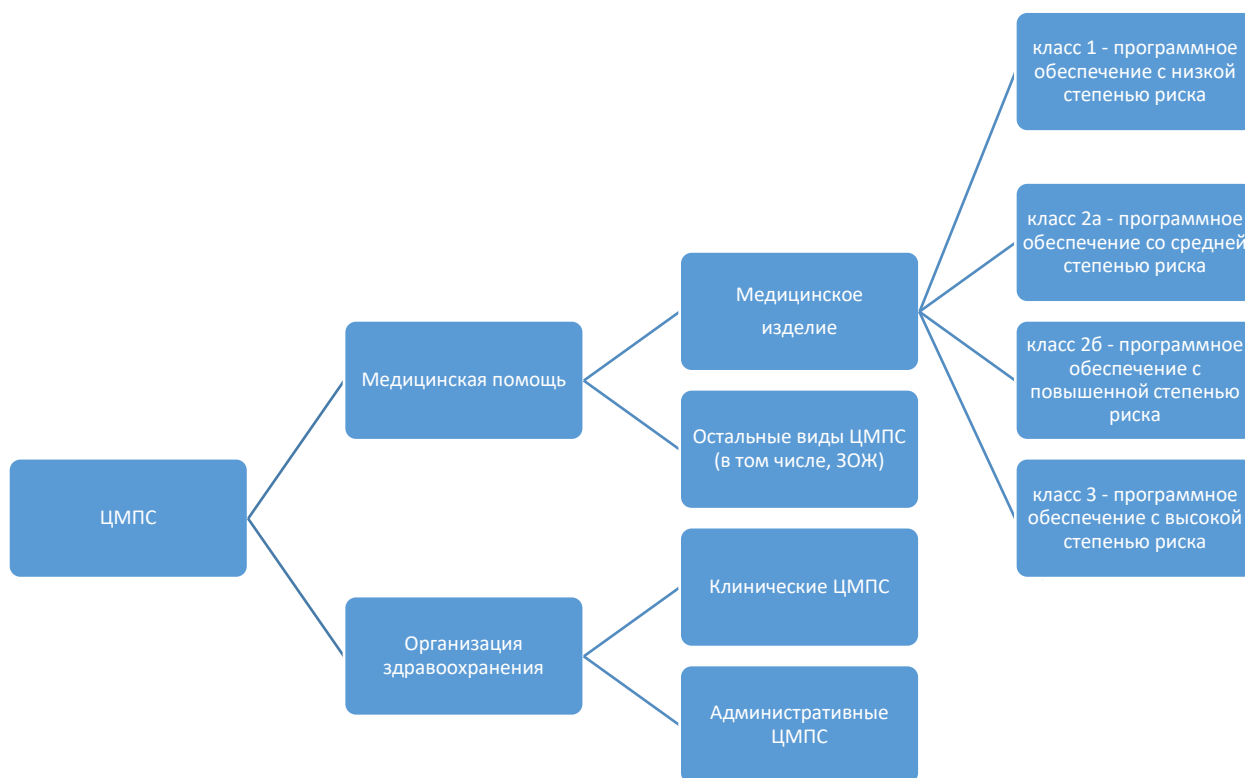 класс 1 - программное
обеспечение с низкой
степенью риска
класс 2а - программное
обеспечение со средней
степенью риска
Медицинское
изделие
класс 2б - программное
обеспечение с
повышенной степенью
риска
Медицинская помощь
Остальные виды ЦМПС
(в том числе, ЗОЖ)
класс 3 - программное
обеспечение с высокой
степенью риска
ЦМПС
Клинические ЦМПС
Организация
здравоохранения
Административные
ЦМПС